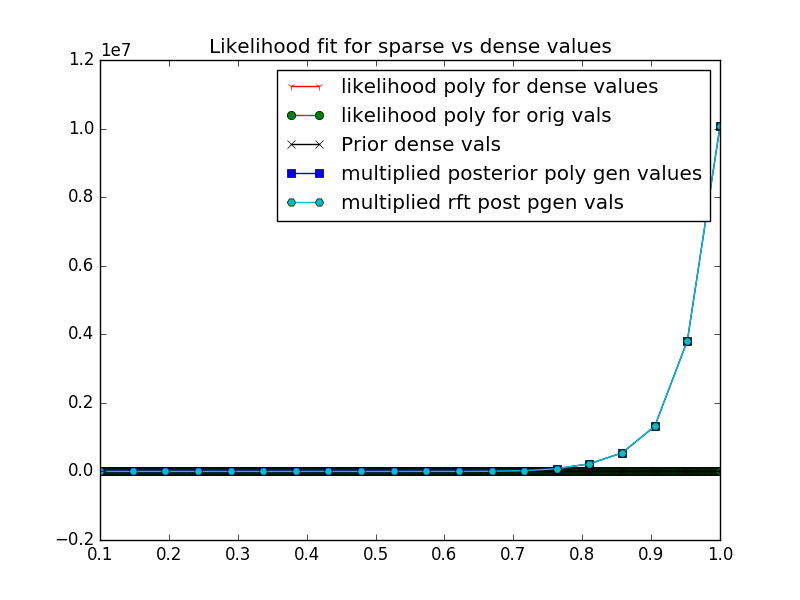 Likelihood fit for sparse vs dense values
1e7
1.2
1.0
0.8
0.6
0.4
0.2
0.0
−0.2
likelihood poly for dense values
likelihood poly for orig vals
Prior dense vals
multiplied posterior poly gen values
multiplied rft post pgen vals
0.1 0.2 0.3 0.4 0.5 0.6 0.7 0.8 0.9 1.0